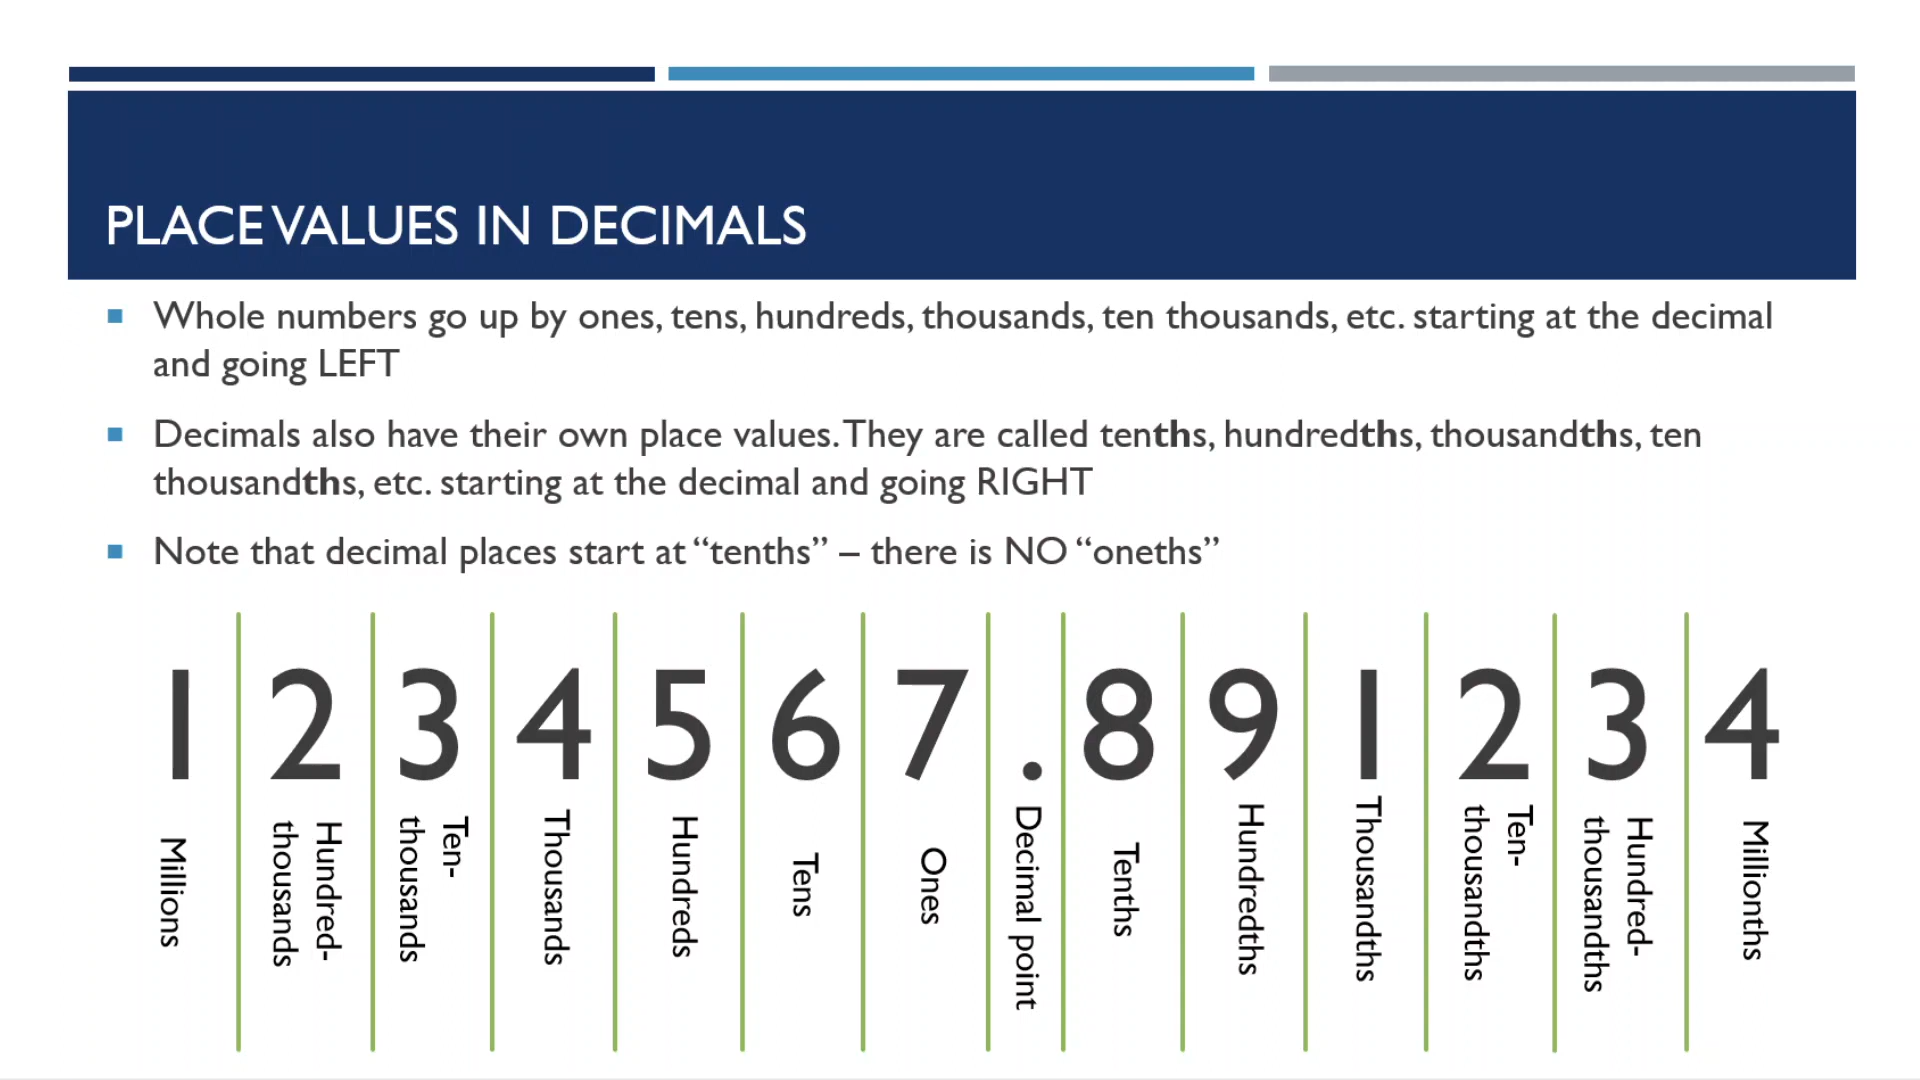 PLACE VALUES IN DECIMALS
Whole numbers go up by ones, tens, hundreds, thousands, ten thousands, etc. starting at the decimal
and going LEFT
Decimals also have their own place values. They are called tenths, hundredths, thousandths, ten
thousandths, etc. starting at the decimal and going RIGHT
Note that decimal places start at “tenths” – there is NO “oneths”
1 2 3 4 5 6 7 . 8 9 1 2 3 4
Millions
Hundred-
thousands
Ten-
thousands
Thousands
Hundreds
Tens
Ones
Decimal point
Tenths
Hundredths
Thousandths
Ten-
thousandths
Hundred-
thousandths
Millionths